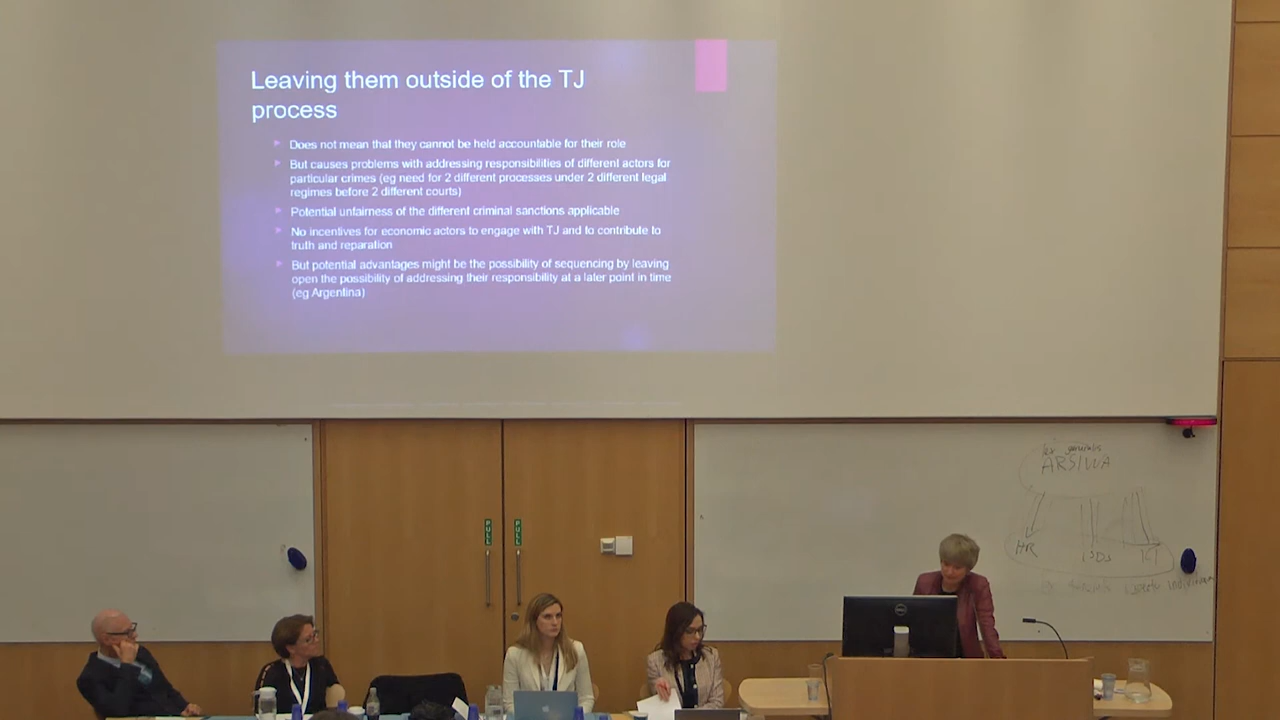 Leaving them outside of the TJ
process
Does not mean that they cannot be held accountable for their role
But causes problems with addressing responsibilities of different actors for
particular crimes (eg need for 2 different processes under 2 different legal
regimes before 2 different courts)
Potential unfairness of the different criminal sanctions applicable
No incentives for economic actors to engage with TJ and to contribute to
truth and reparation
But potential advantages might be the possibility of sequencing by leaving
open the possibility of addressing their responsibility at a later point in time
(eg Argentina)
lex
ARSIWA
HR
PULL
PULL
DELL